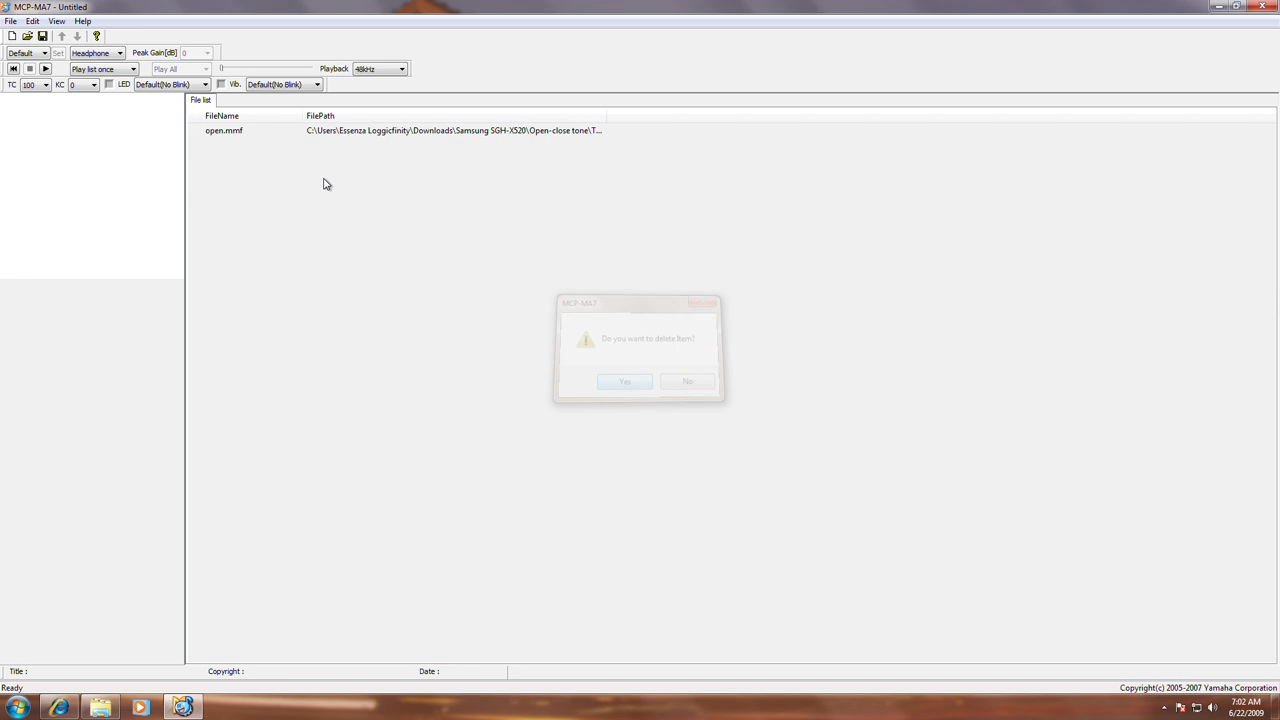 MCP-MA7 - Untitled
File Edit View Help
Default Set Headphone Peak Gain[dB] 0
Play list once Play All Playback 48kHz
TC 100 KC 0 LED Default(No Blink) Vib. Default(No Blink)
File list
FileName FilePath
open.mmf C:\Users\Essenza Loggicfinity\Downloads\Samsung SGH-X520\Open-close tone\T...
MCP-MA7
Do you want to delete Item?
Yes No
Title : Copyright : Date :
Ready Copyright(c) 2005-2007 Yamaha Corporation
7:02 AM
6/22/2009